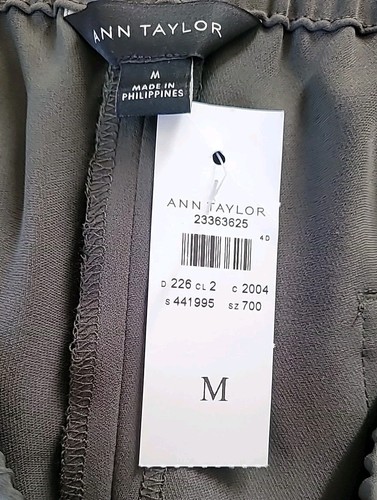 ANN TAYLOR
M
MADE IN
PHILIPPINES
ANN TAYLOR
23363625
4D
D 226 CL 2 C 2004
S 441995 SZ 700
M